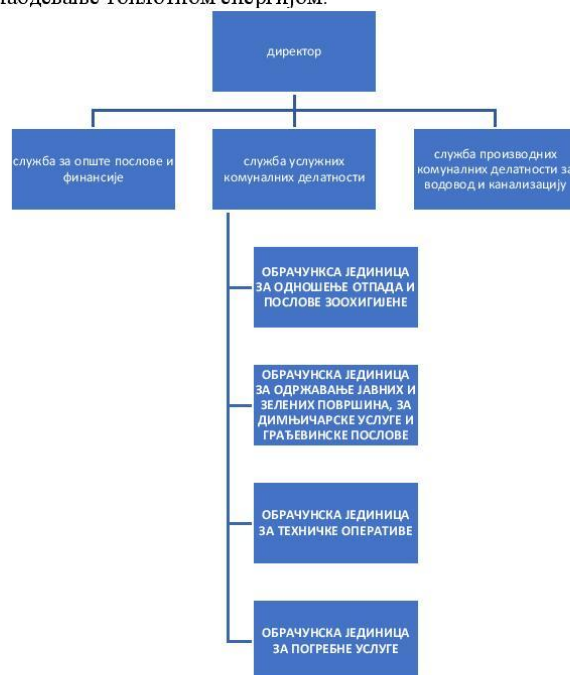 топлотном енергијом.
директор
служба за опште послове и
финансије
служба услужних
комуналних делатности
служба производних
комуналних делатности за
водовод и канализацију
ОБРАЧУНКСА ЈЕДИНИЦА
ЗА ОДНОШЕЊЕ ОТПАДА И
ПОСЛОВЕ ЗООХИГИЈЕНЕ
ОБРАЧУНСКА ЈЕДИНИЦА
ЗА ОДРЖАВАЊЕ ЈАВНИХ И
ЗЕЛЕНИХ ПОВРШИНА, ЗА
ДИМЊИЧАРСКЕ УСЛУГЕ И
ГРАЂЕВИНСКЕ ПОСЛОВЕ
ОБРАЧУНСКА ЈЕДИНИЦА
ЗА ТЕХНИЧКЕ ОПЕРАТИВЕ
ОБРАЧУНСКА ЈЕДИНИЦА
ЗА ПОГРЕБНЕ УСЛУГЕ